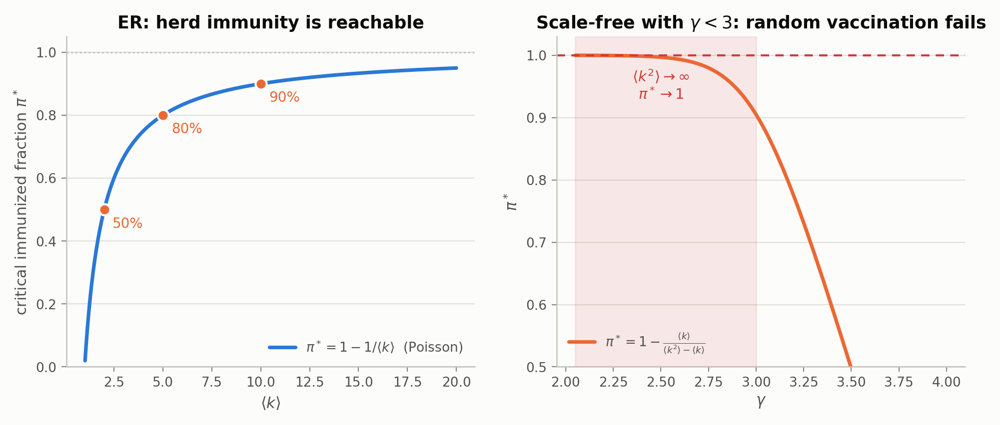 ER: herd immunity is reachable
critical immunized fraction π*
1.0
0.8
0.6
0.4
0.2
0.0
90%
80%
50%
π* = 1 − 1/⟨k⟩ (Poisson)
2.5 5.0 7.5 10.0 12.5 15.0 17.5 20.0
⟨k⟩
Scale-free with γ < 3: random vaccination fails
π*
1.0
0.9
0.8
0.7
0.6
0.5
⟨k²⟩ → ∞
π* → 1
π* = 1 − ⟨k⟩ / (⟨k²⟩ − ⟨k⟩)
2.00 2.25 2.50 2.75 3.00 3.25 3.50 3.75 4.00
γ